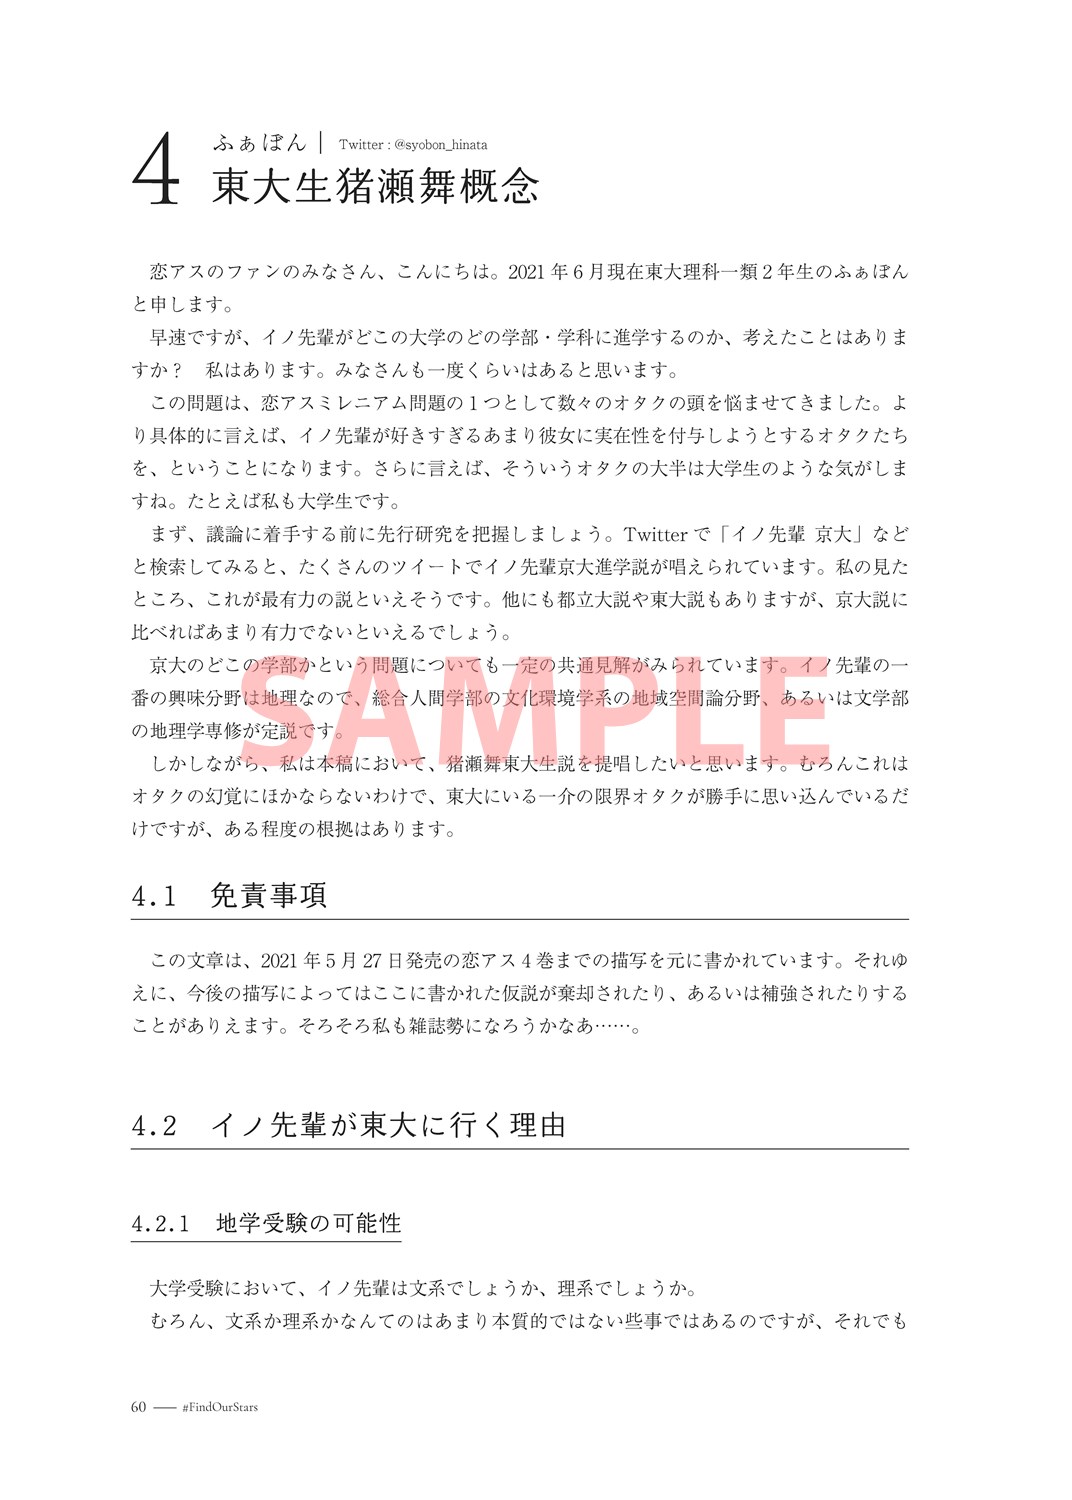 4
ふぁぼん | Twitter : @syobon_hinata
東大生猪瀬舞概念
恋アスのファンのみなさん、こんにちは。2021 年 6 月現在東大理科一類 2 年生のふぁぼん
と申します。
早速ですが、イノ先輩がどこの大学のどの学部・学科に進学するのか、考えたことはありま
すか？　私はあります。みなさんも一度くらいはあると思います。
この問題は、恋アスミレニアム問題の 1 つとして数々のオタクの頭を悩ませてきました。よ
り具体的に言えば、イノ先輩が好きすぎるあまり彼女に実在性を付与しようとするオタクたち
を、ということになります。さらに言えば、そういうオタクの大半は大学生のような気がしま
すね。たとえば私も大学生です。
まず、議論に着手する前に先行研究を把握しましょう。Twitter で「イノ先輩 京大」など
と検索してみると、たくさんのツイートでイノ先輩京大進学説が唱えられています。私の見た
ところ、これが最有力の説といえそうです。他にも都立大説や東大説もありますが、京大説に
比べればあまり有力でないといえるでしょう。
京大のどこの学部かという問題についても一定の共通見解がみられています。イノ先輩の一
番の興味分野は地理なので、総合人間学部の文化環境学系の地域空間論分野、あるいは文学部
の地理学専修が定説です。
しかしながら、私は本稿において、猪瀬舞東大生説を提唱したいと思います。むろんこれは
オタクの幻覚にほかならないわけで、東大にいる一介の限界オタクが勝手に思い込んでいるだ
けですが、ある程度の根拠はあります。
SAMPLE
4.1　免責事項
この文章は、2021 年 5 月 27 日発売の恋アス 4 巻までの描写を元に書かれています。それゆ
えに、今後の描写によってはここに書かれた仮説が棄却されたり、あるいは補強されたりする
ことがありえます。そろそろ私も雑誌勢になろうかなあ……。
4.2　イノ先輩が東大に行く理由
4.2.1　地学受験の可能性
大学受験において、イノ先輩は文系でしょうか、理系でしょうか。
むろん、文系か理系かなんてのはあまり本質的ではない些事ではあるのですが、それでも
60 — #FindOurStars